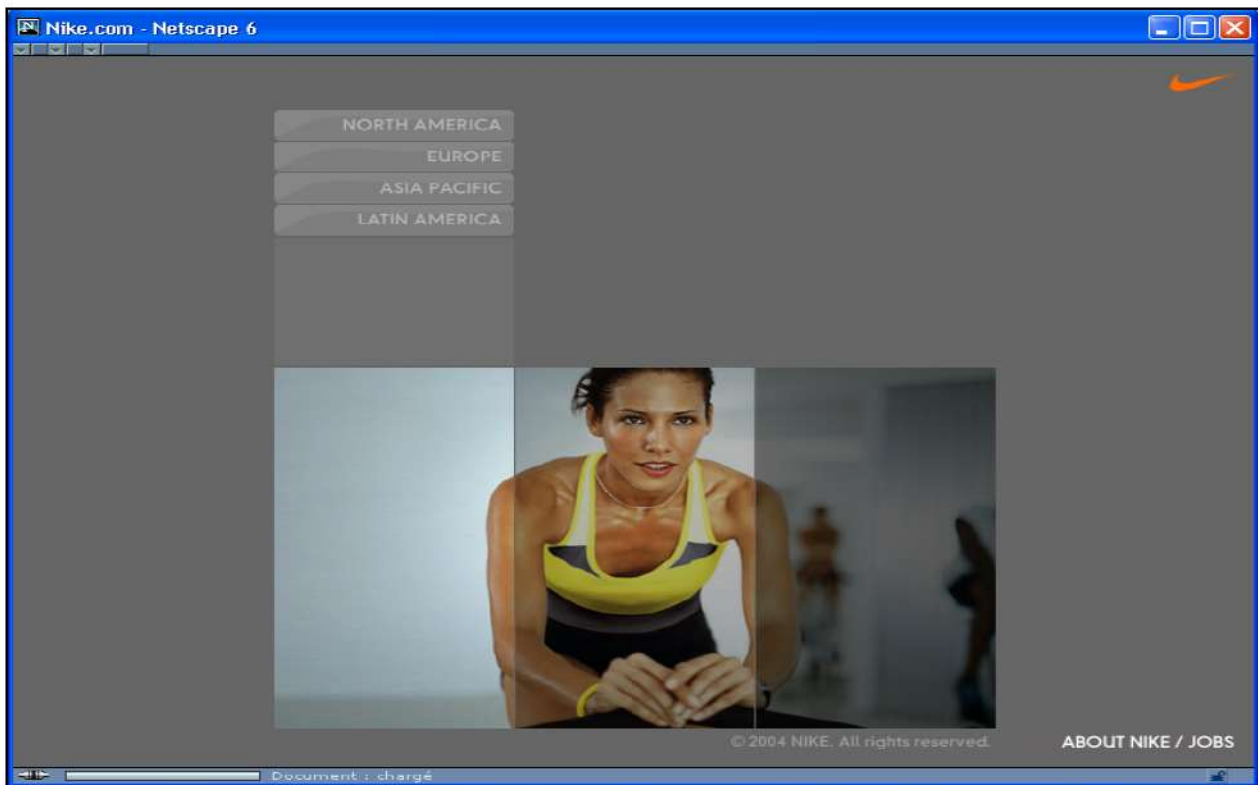 Nike.com - Netscape 6
NORTH AMERICA
EUROPE
ASIA PACIFIC
LATIN AMERICA
© 2004 NIKE. All rights reserved.
ABOUT NIKE / JOBS
Document : chargé